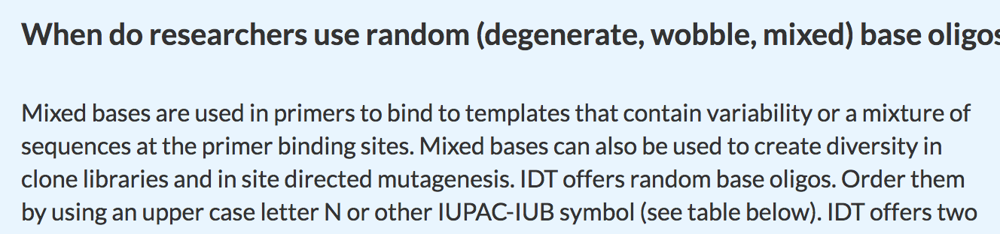 When do researchers use random (degenerate, wobble, mixed) base oligos
Mixed bases are used in primers to bind to templates that contain variability or a mixture of
sequences at the primer binding sites. Mixed bases can also be used to create diversity in
clone libraries and in site directed mutagenesis. IDT offers random base oligos. Order them
by using an upper case letter N or other IUPAC-IUB symbol (see table below). IDT offers two